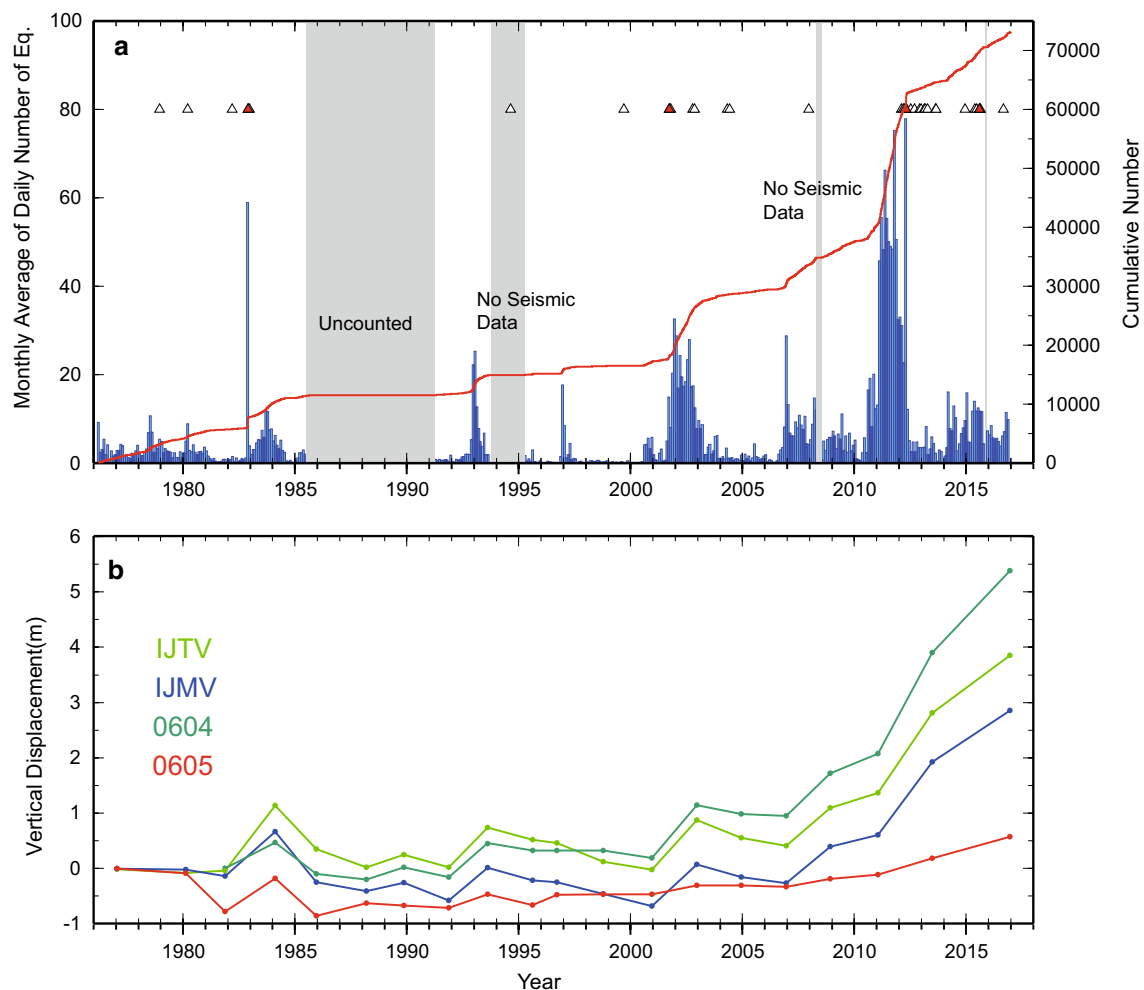 a
Monthly Average of Daily Number of Eq.
100
80
60
40
20
0
Uncounted
No Seismic
Data
No Seismic
Data
70000
60000
50000
40000
30000
20000
10000
0
Cumulative Number
1980 1985 1990 1995 2000 2005 2010 2015
b
Vertical Displacement(m)
6
5
4
3
2
1
0
-1
IJTV
IJMV
0604
0605
1980 1985 1990 1995 2000 2005 2010 2015
Year